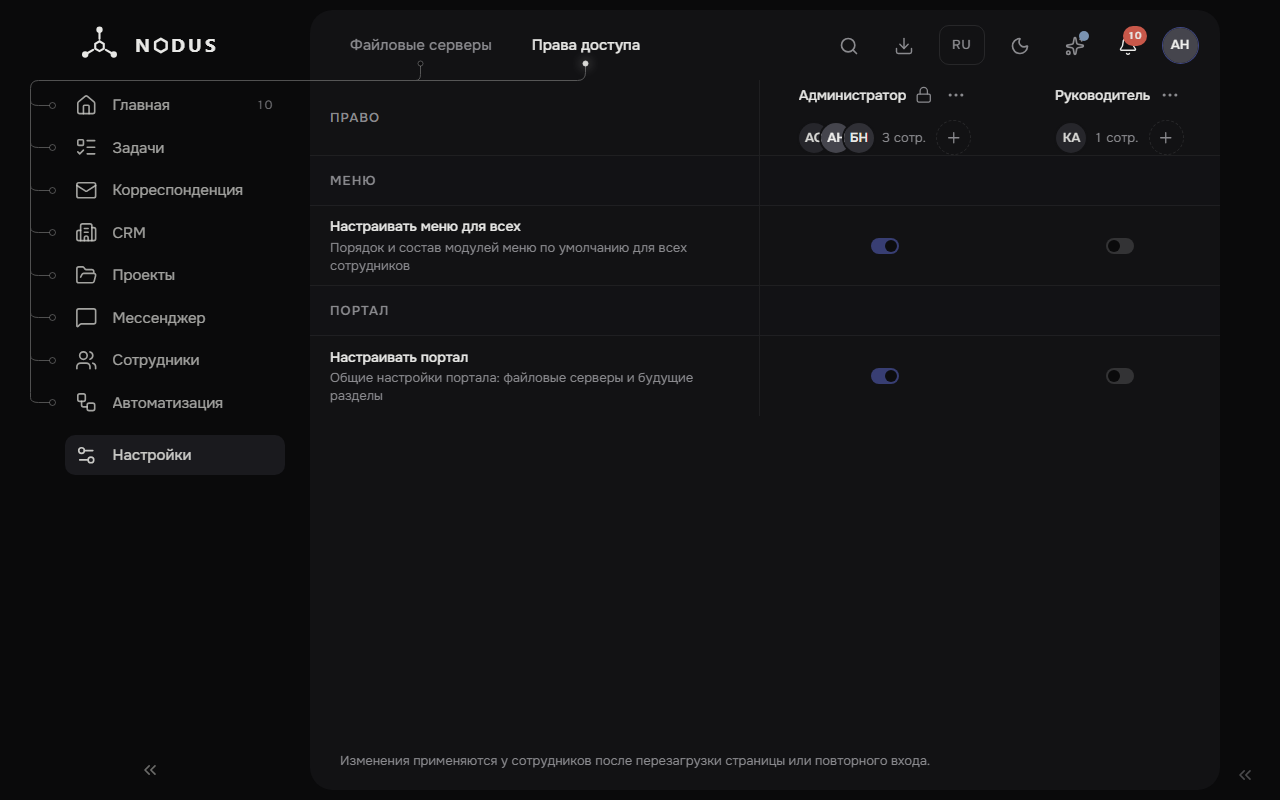 NODUS
Файловые серверы
Права доступа
RU
10
АН
Главная
10
Задачи
Корреспонденция
CRM
Проекты
Мессенджер
Сотрудники
Автоматизация
Настройки
ПРАВО
Администратор
АН
БН
3 сотр.
Руководитель
КА
1 сотр.
МЕНЮ
Настраивать меню для всех
Порядок и состав модулей меню по умолчанию для всех
сотрудников
ПОРТАЛ
Настраивать портал
Общие настройки портала: файловые серверы и будущие
разделы
Изменения применяются у сотрудников после перезагрузки страницы или повторного входа.